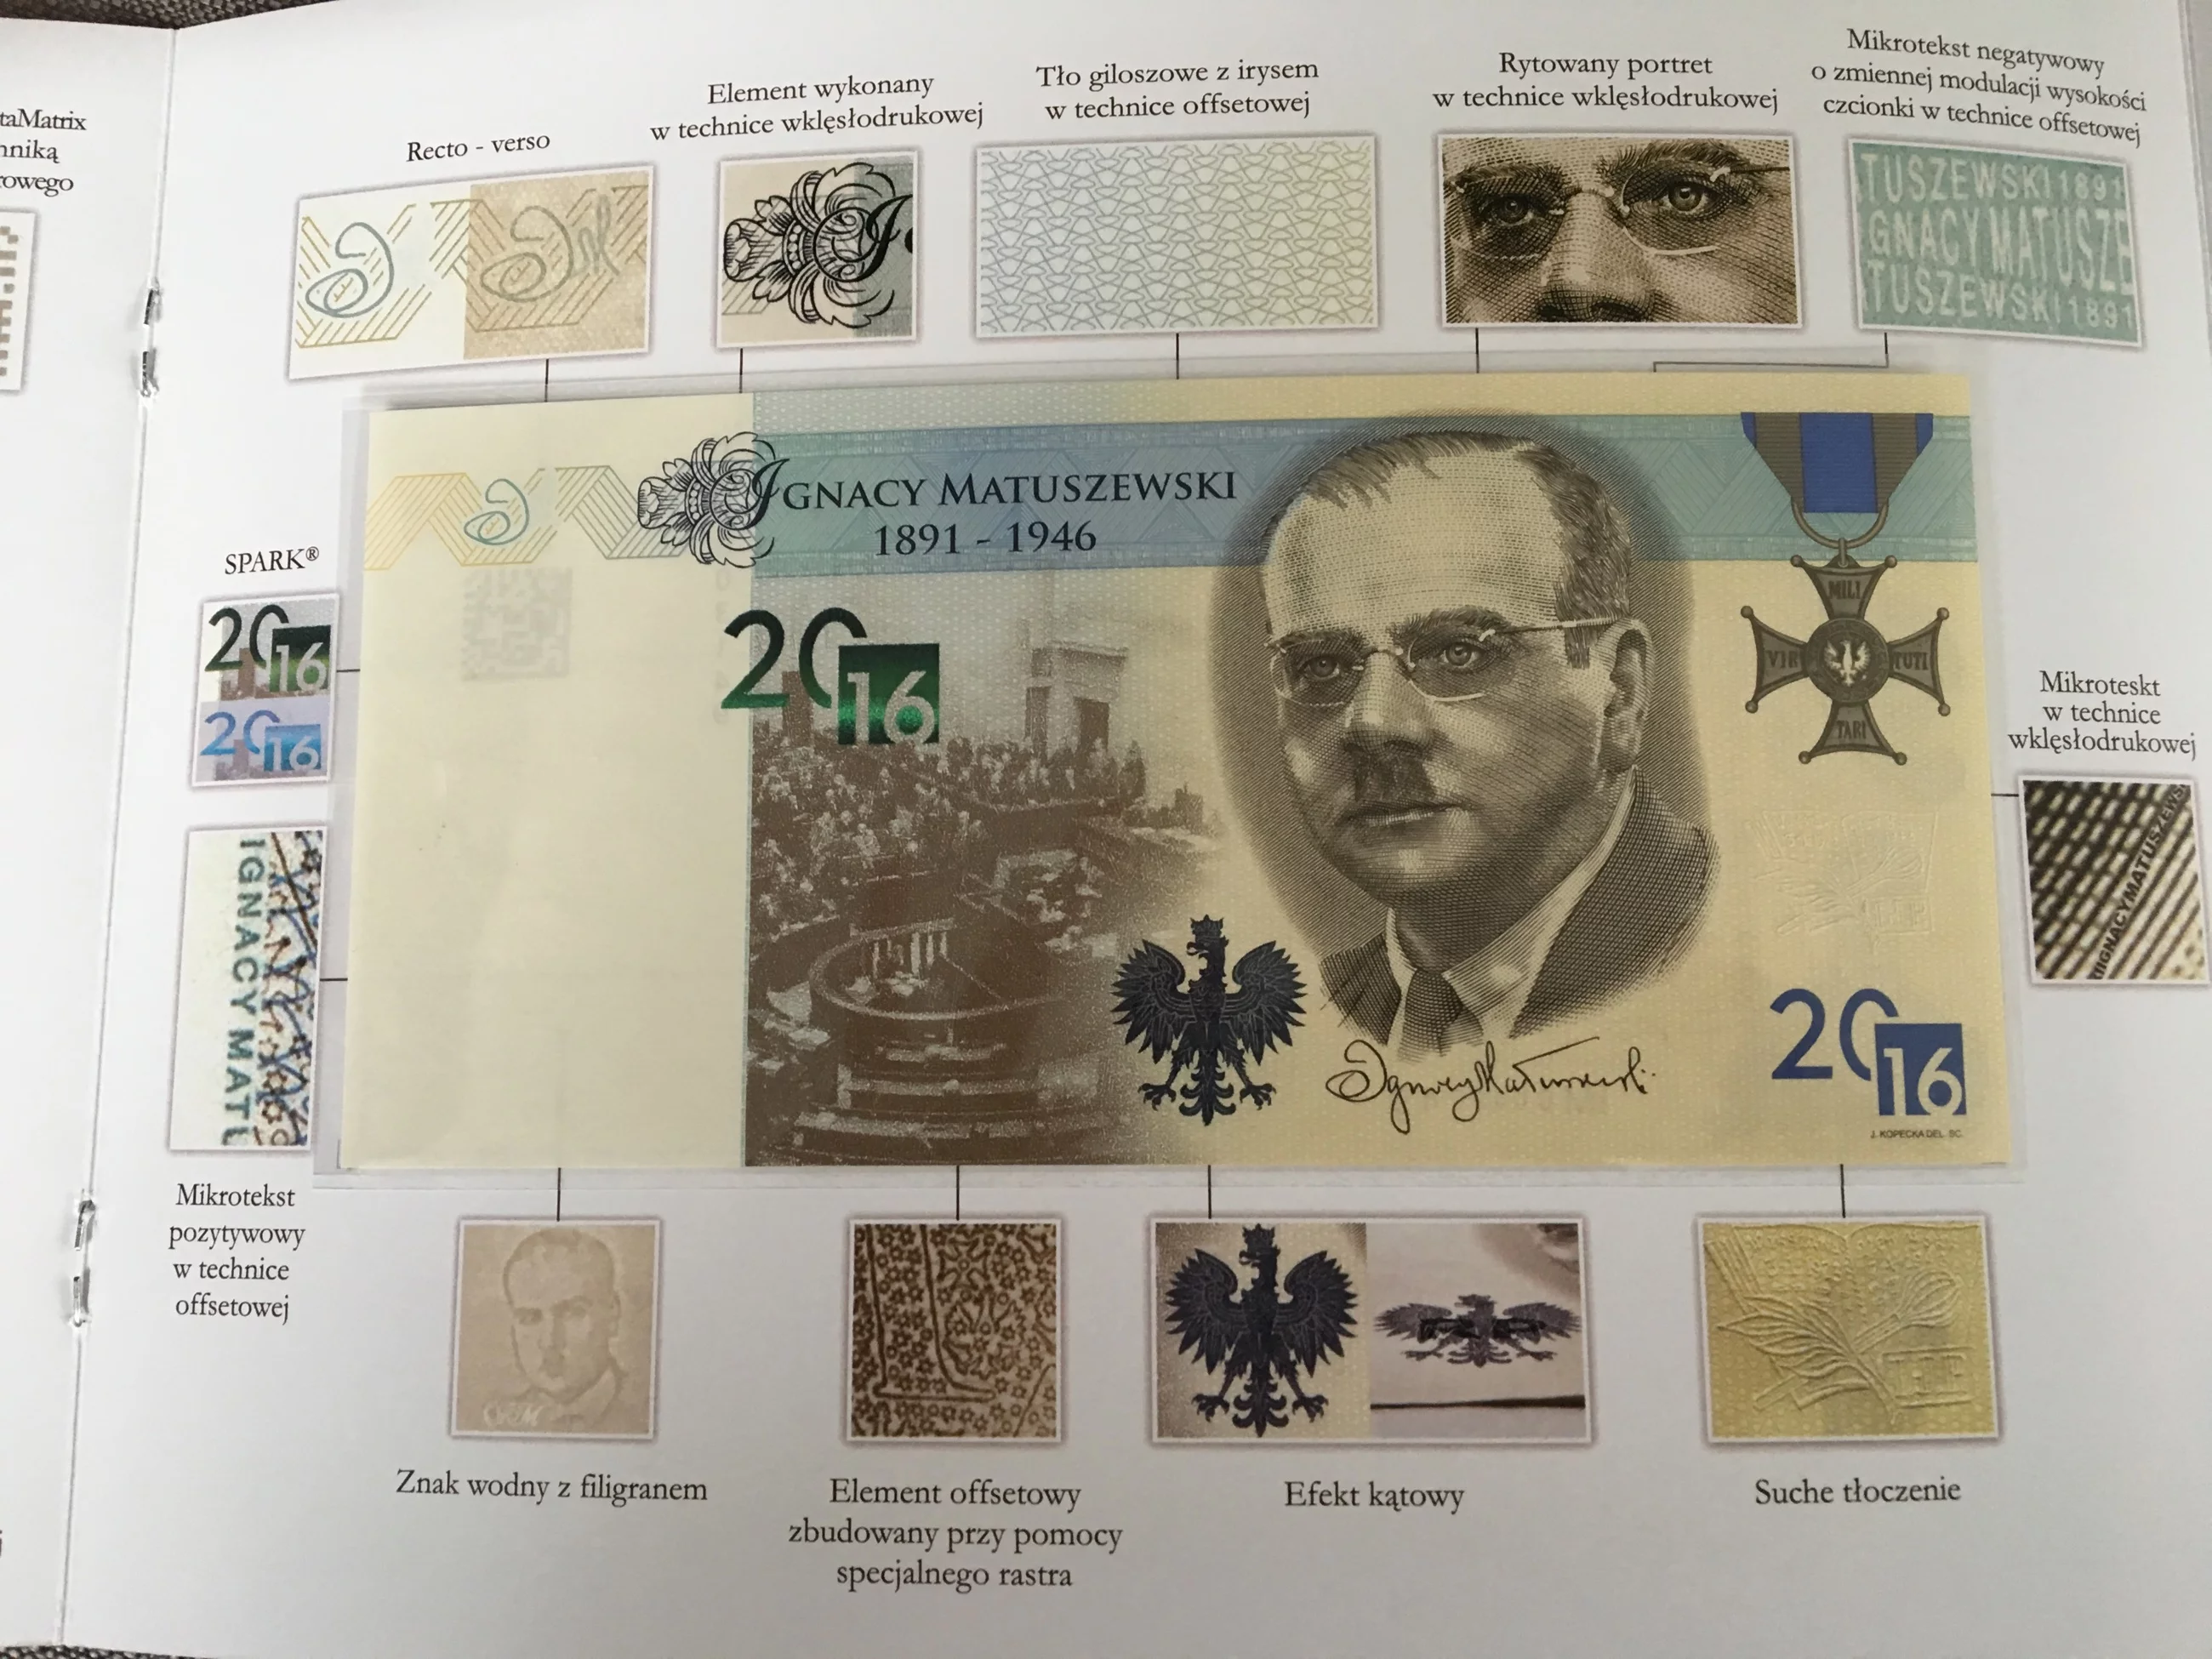 taMatrix
niką
owego
Recto - verso
Element wykonany
w technice wklęsłodrukowej
Tło giloszowe z irysem
w technice offsetowej
Rytowany portret
w technice wklęsłodrukowej
Mikrotekst negatywowy
o zmiennej modulacji wysokości
czcionki w technice offsetowej
TUSZEWSKI 1891
GNACY MATUSZE
TUSZEWSKI 1891
IGNACY MATUSZEWSKI
1891 - 1946
SPARK®
2016
2016
2016
MILI
VIR TUTI
TARI
Mikroteskt
w technice
wklęsłodrukowej
IGNACYMATUSZEWS
IGNACY MATU
Ignacy Matuszewski
2016
J. KOPECKA DEL. SC.
Mikrotekst
pozytywowy
w technice
offsetowej
Znak wodny z filigranem
Element offsetowy
zbudowany przy pomocy
specjalnego rastra
Efekt kątowy
Suche tłoczenie